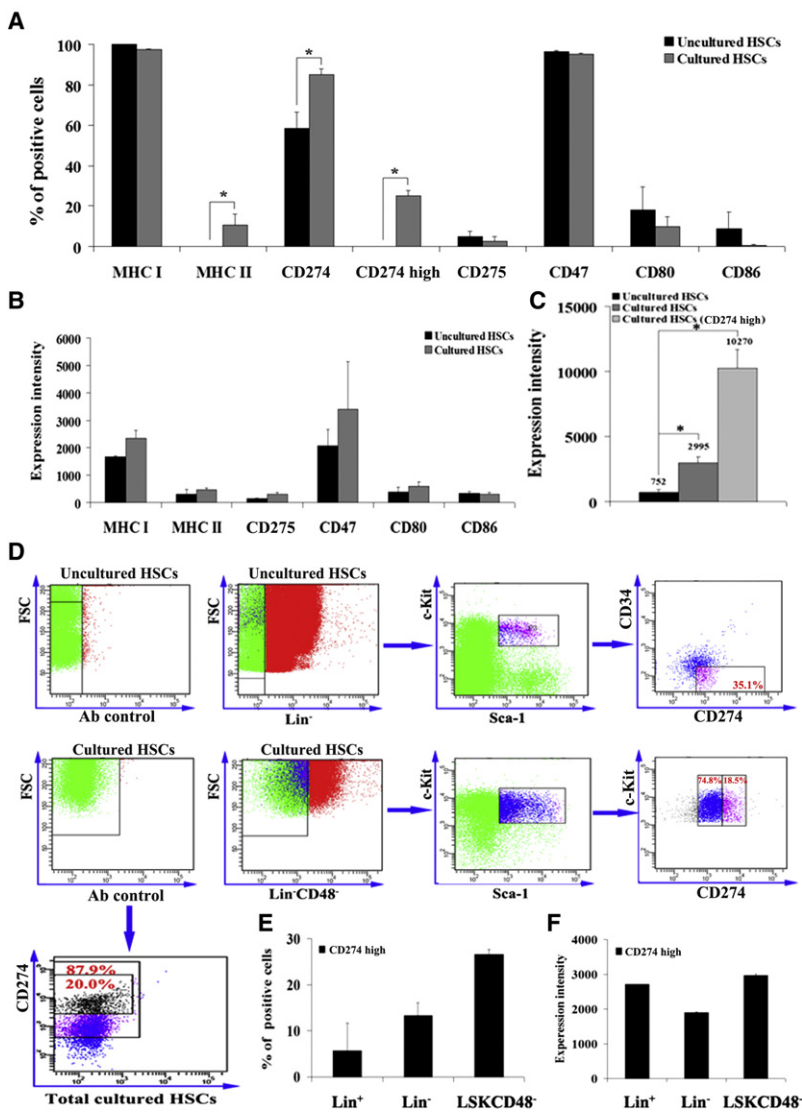 A
% of positive cells
100
80
60
40
20
0
Uncultured HSCs
Cultured HSCs
*
*
*
MHC I MHC II CD274 CD274 high CD275 CD47 CD80 CD86
B
Expression intensity
6000
5000
4000
3000
2000
1000
0
Uncultured HSCs
Cultured HSCs
MHC I MHC II CD275 CD47 CD80 CD86
C
Expression intensity
15000
10000
5000
0
Uncultured HSCs
Cultured HSCs
Cultured HSCs (CD274 high)
*
10270
*
2995
752
D
Uncultured HSCs
FSC
Ab control
Uncultured HSCs
FSC
Lin-
c-Kit
Sca-1
CD34
35.1%
CD274
Cultured HSCs
FSC
Ab control
Cultured HSCs
FSC
Lin-CD48-
c-Kit
Sca-1
c-Kit
74.8% 18.5%
CD274
CD274
87.9%
20.0%
Total cultured HSCs
E
% of positive cells
30
20
10
0
CD274 high
Lin+ Lin- LSKCD48-
F
Experession intensity
4000
3000
2000
1000
0
CD274 high
Lin+ Lin- LSKCD48-